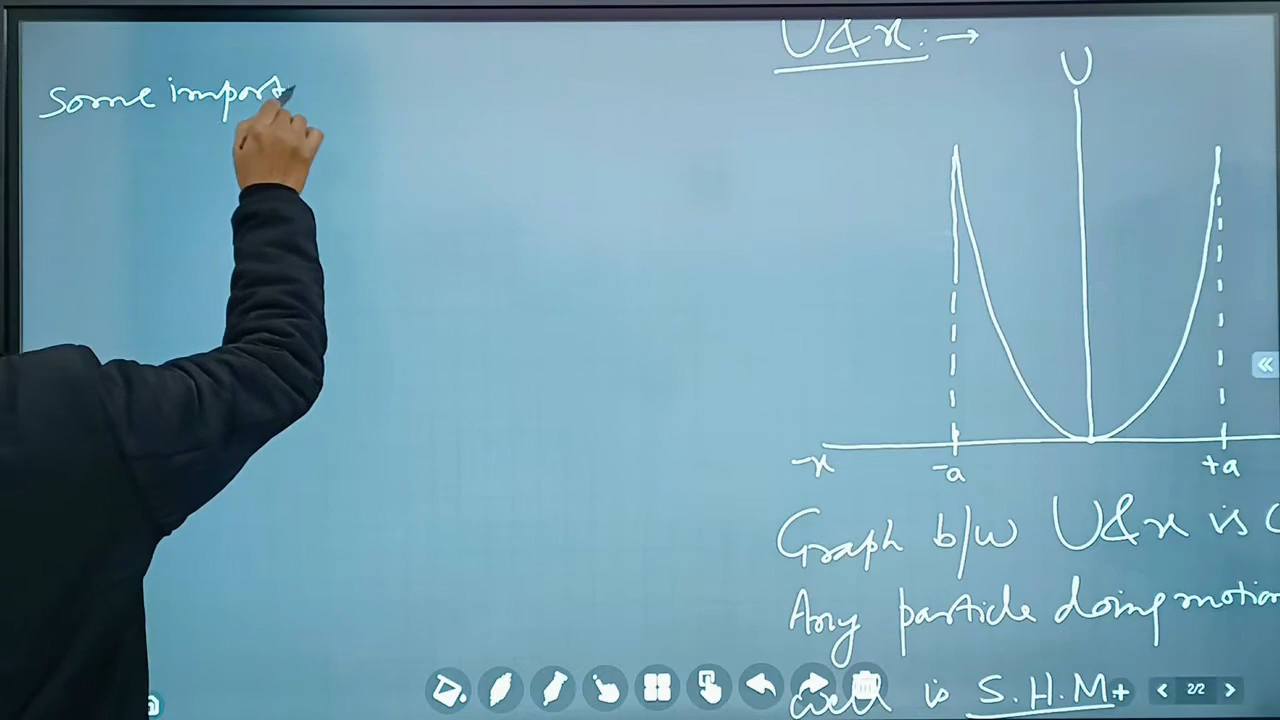 Some import
U&x:→
U
-x
-a
+a
Graph b/w U&x is
Any particle doing motion
well is S.H.M
2/2